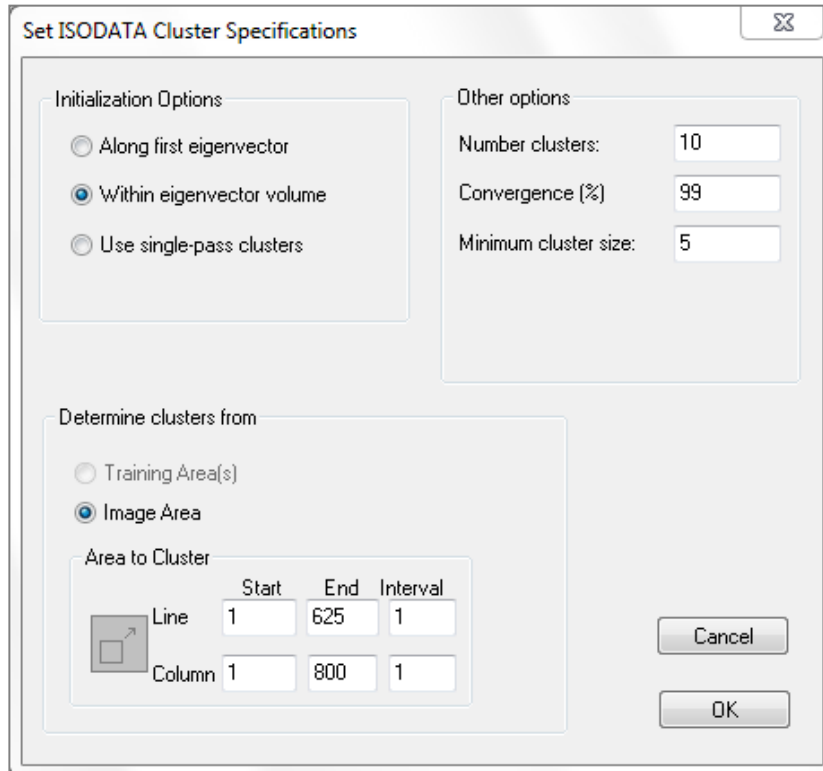 Set ISODATA Cluster Specifications
Initialization Options
Along first eigenvector
Within eigenvector volume
Use single-pass clusters
Other options
Number clusters: 10
Convergence (%) 99
Minimum cluster size: 5
Determine clusters from
Training Area(s)
Image Area
Area to Cluster
Start End Interval
Line 1 625 1
Column 1 800 1
Cancel
OK